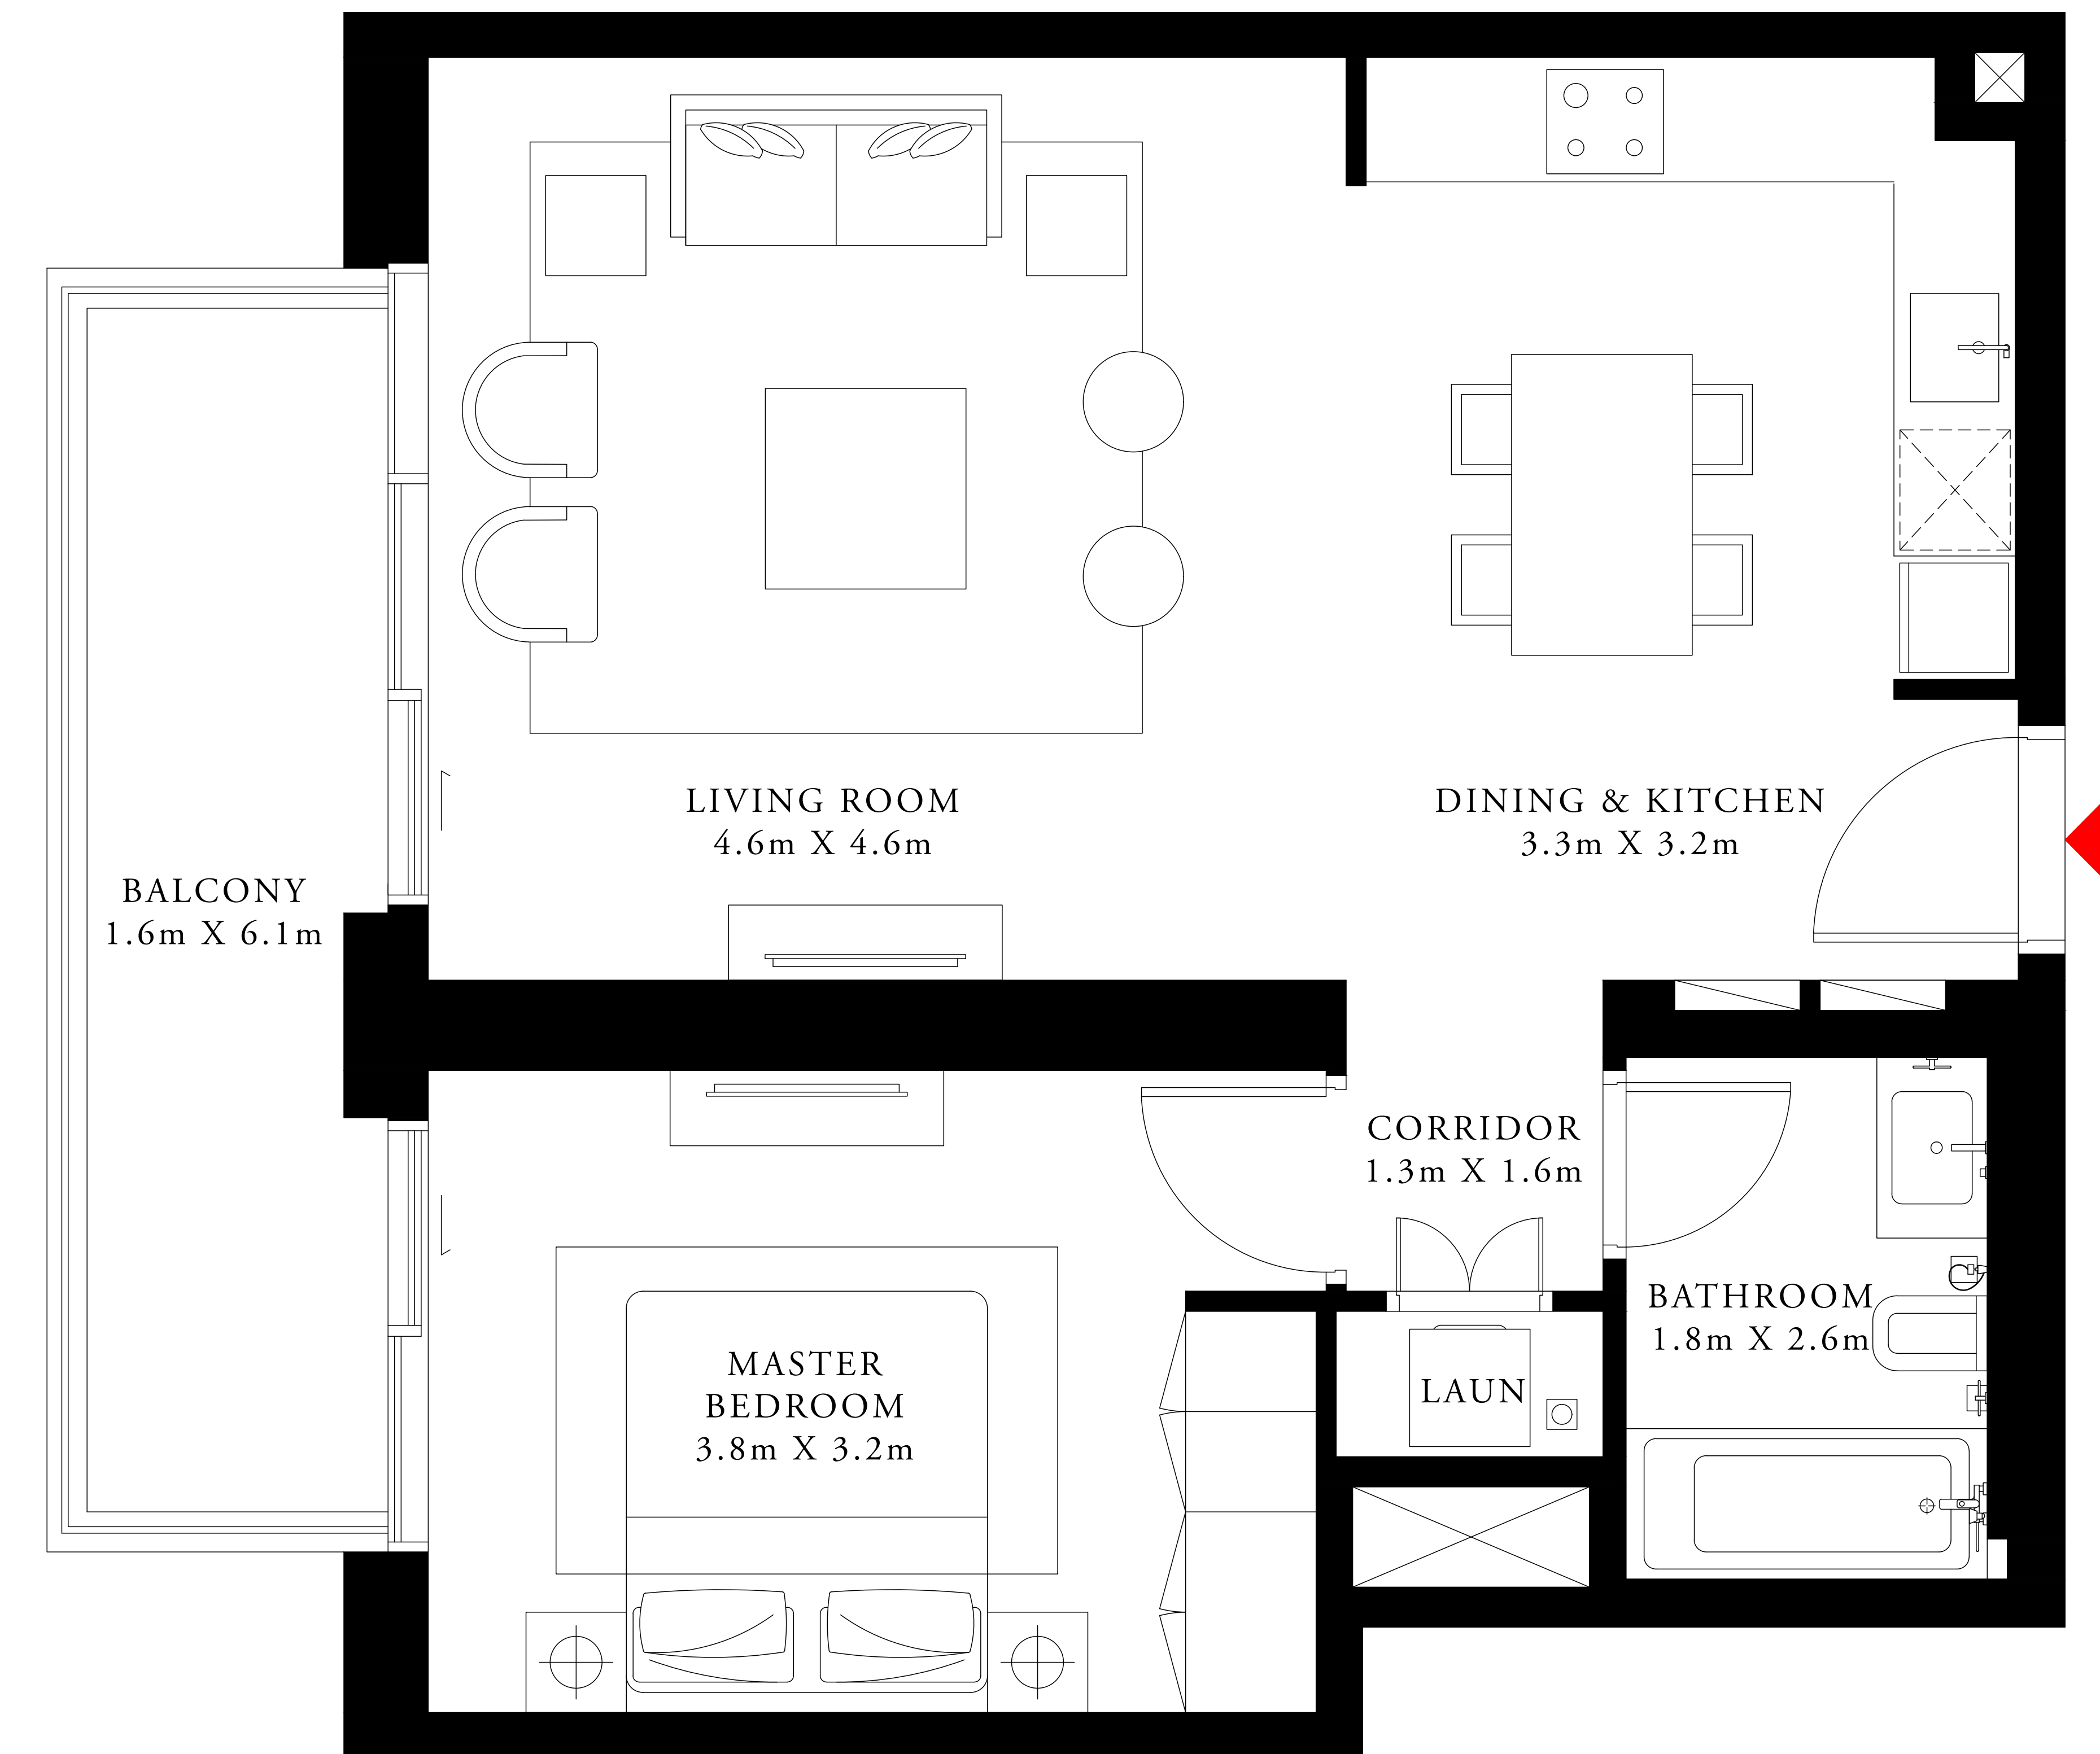 LIVING ROOM
4.6m X 4.6m
DINING & KITCHEN
3.3m X 3.2m
BALCONY
1.6m X 6.1m
CORRIDOR
1.3m X 1.6m
BATHROOM
1.8m X 2.6m
MASTER
BEDROOM
3.8m X 3.2m
LAUN